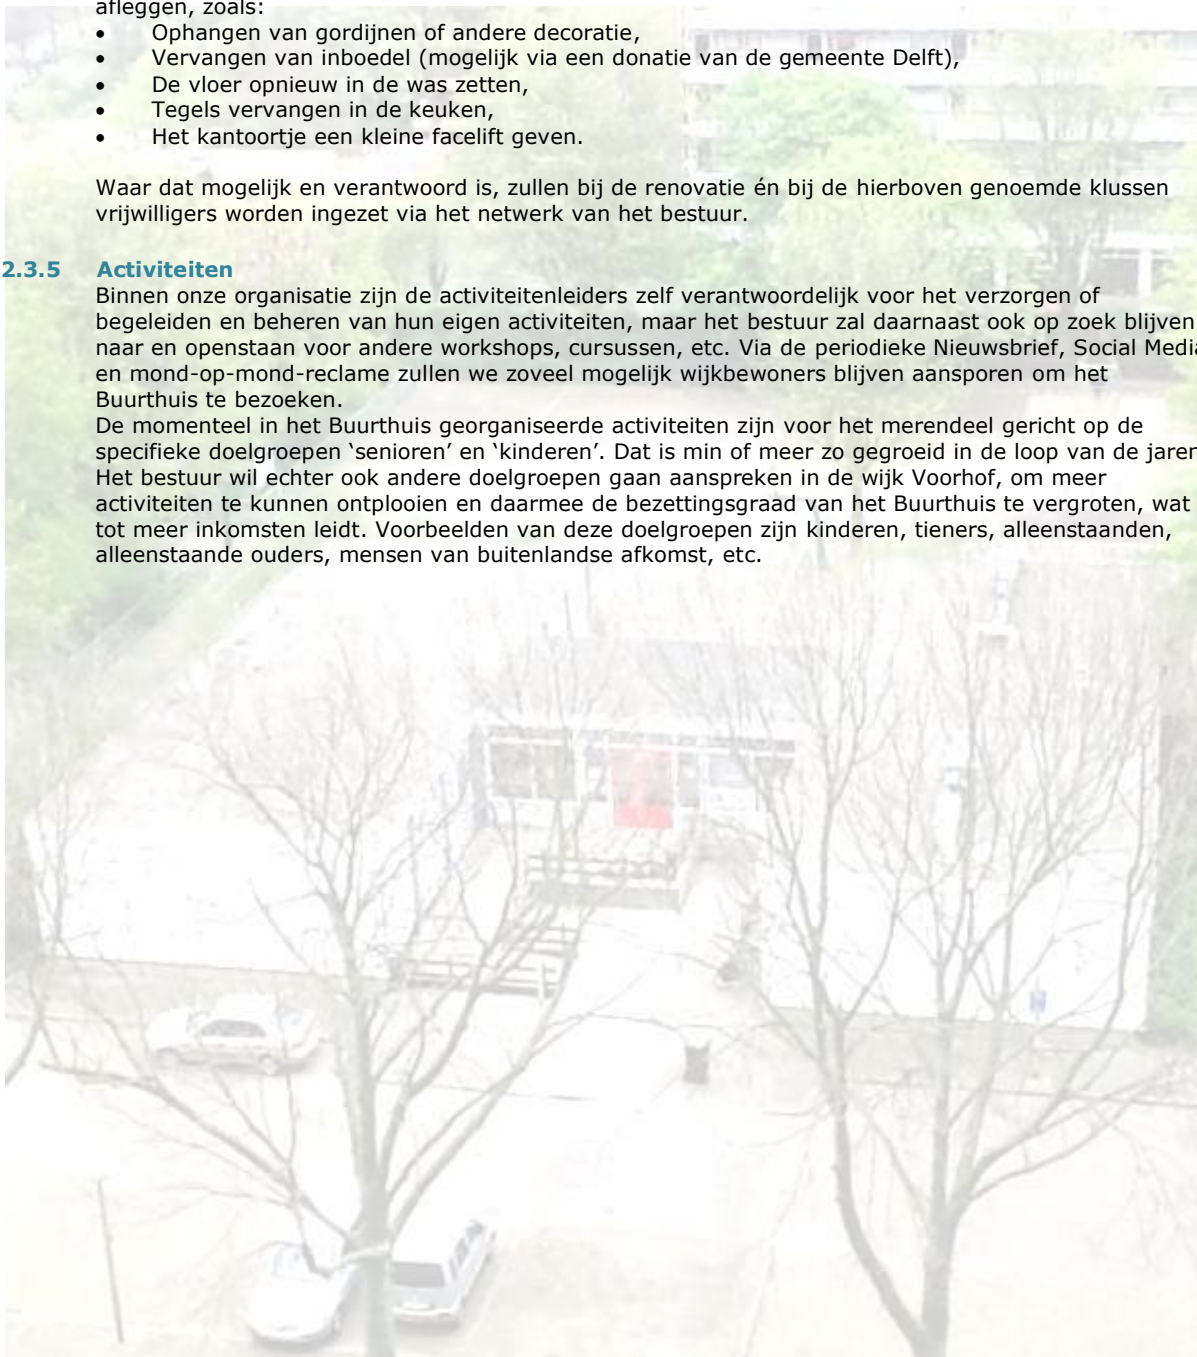 afleggen, zoals:
• Ophangen van gordijnen of andere decoratie,
• Vervangen van inboedel (mogelijk via een donatie van de gemeente Delft),
• De vloer opnieuw in de was zetten,
• Tegels vervangen in de keuken,
• Het kantoortje een kleine facelift geven.
Waar dat mogelijk en verantwoord is, zullen bij de renovatie én bij de hierboven genoemde klussen
vrijwilligers worden ingezet via het netwerk van het bestuur.
2.3.5 Activiteiten
Binnen onze organisatie zijn de activiteitenleiders zelf verantwoordelijk voor het verzorgen of
begeleiden en beheren van hun eigen activiteiten, maar het bestuur zal daarnaast ook op zoek blijven
naar en openstaan voor andere workshops, cursussen, etc. Via de periodieke Nieuwsbrief, Social Media
en mond-op-mond-reclame zullen we zoveel mogelijk wijkbewoners blijven aansporen om het
Buurthuis te bezoeken.
De momenteel in het Buurthuis georganiseerde activiteiten zijn voor het merendeel gericht op de
specifieke doelgroepen ‘senioren’ en ‘kinderen’. Dat is min of meer zo gegroeid in de loop van de jaren
Het bestuur wil echter ook andere doelgroepen gaan aanspreken in de wijk Voorhof, om meer
activiteiten te kunnen ontplooien en daarmee de bezettingsgraad van het Buurthuis te vergroten, wat
tot meer inkomsten leidt. Voorbeelden van deze doelgroepen zijn kinderen, tieners, alleenstaanden,
alleenstaande ouders, mensen van buitenlandse afkomst, etc.